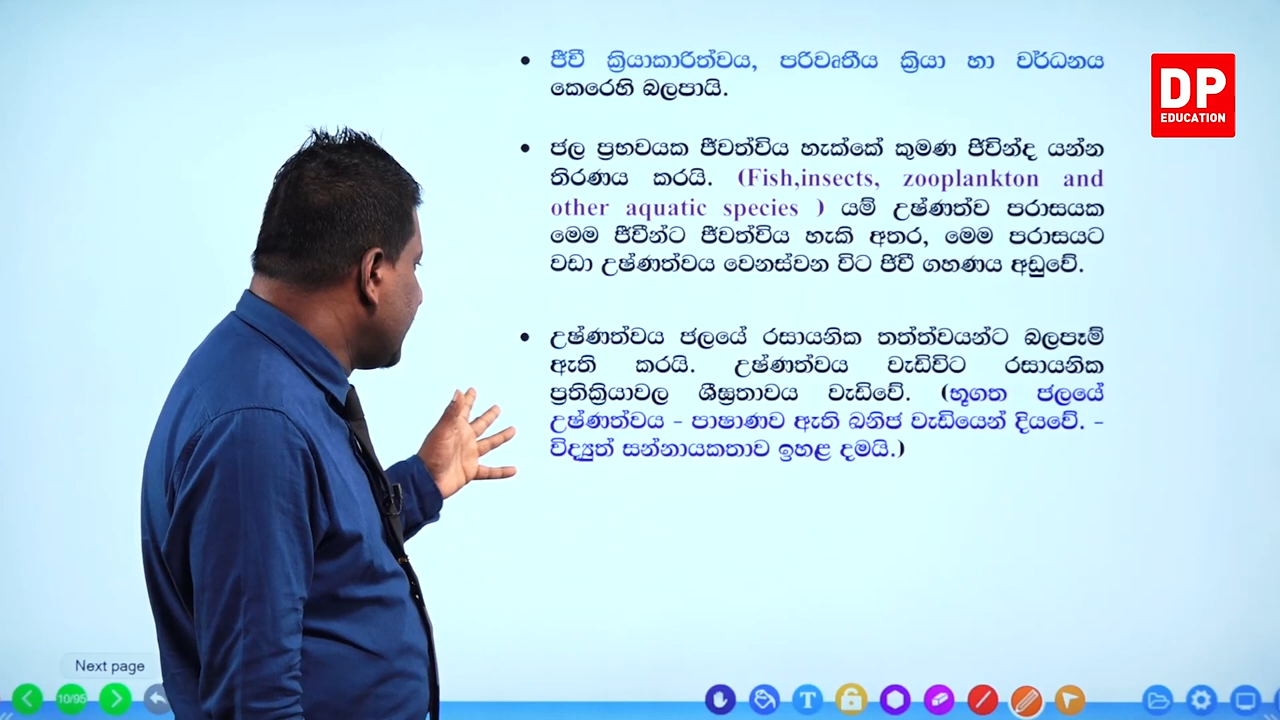 ජීවී ක්‍රියාකාරිත්වය, පරිවෘතීය ක්‍රියා හා වර්ධනය
කෙරෙහි බලපායි.
ජල ප්‍රභවයක ජීවත්විය හැක්කේ කුමණ ජීවින්ද යන්න
තිරණය කරයි. (Fish,insects, zooplankton and
other aquatic species ) යම් උෂ්ණත්ව පරාසයක
මෙම ජීවීන්ට ජීවත්විය හැකි අතර, මෙම පරාසයට
වඩා උෂ්ණත්වය වෙනස්වන විට ජීවී ගහණය අඩුවේ.
උෂ්ණත්වය ජලයේ රසායනික තත්ත්වයන්ට බලපෑම්
ඇති කරයි. උෂ්ණත්වය වැඩිවිට රසායනික
ප්‍රතික්‍රියාවල ශීඝ්‍රතාවය වැඩිවේ. (භූගත ජලයේ
උෂ්ණත්වය - පාෂාණව ඇති ඛනිජ වැඩියෙන් දියවේ. -
විද්‍යුත් සන්නායකතාව ඉහළ දමයි.)
DP
EDUCATION
Next page
10/95